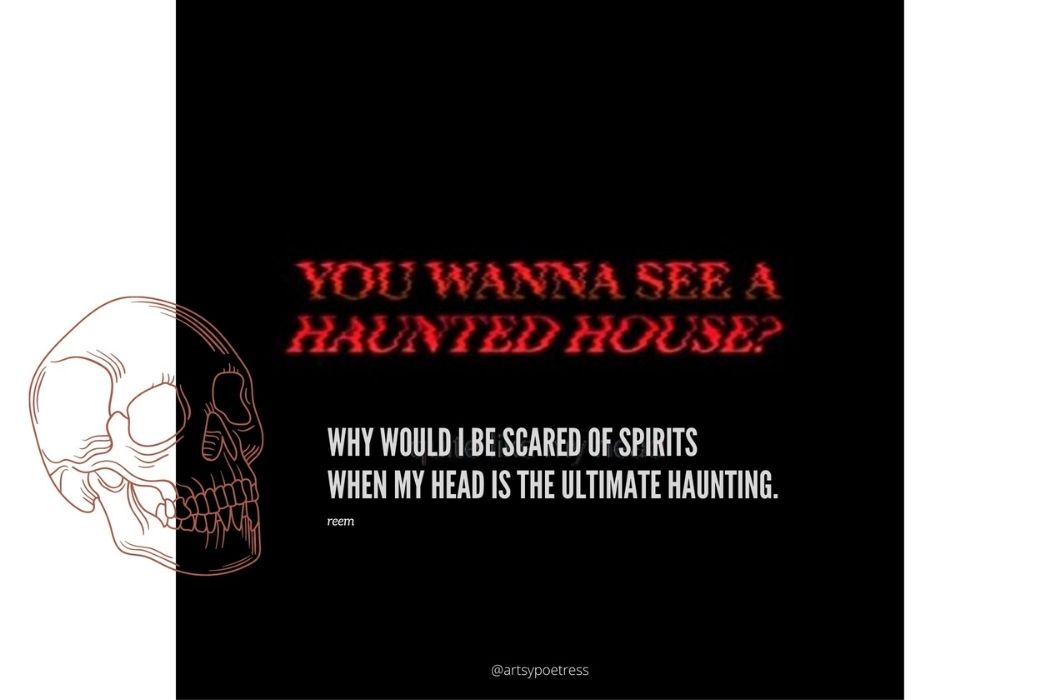 YOU WANNA SEE A
HAUNTED HOUSE?
WHY WOULD I BE SCARED OF SPIRITS
WHEN MY HEAD IS THE ULTIMATE HAUNTING.
reem
@artsypoetress